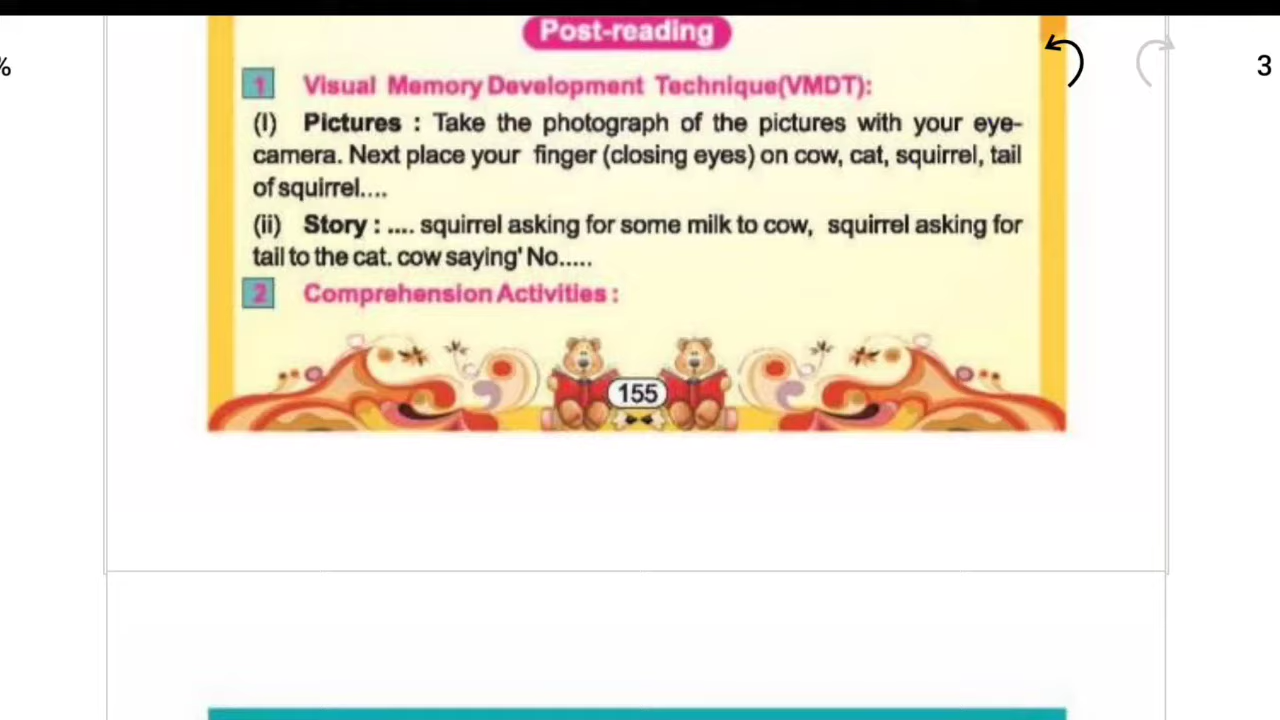 Post-reading
%
3
1 Visual Memory Development Technique(VMDT):
(I) Pictures : Take the photograph of the pictures with your eye-
camera. Next place your finger (closing eyes) on cow, cat, squirrel, tail
of squirrel....
(ii) Story : .... squirrel asking for some milk to cow, squirrel asking for
tail to the cat. cow saying' No.....
2 Comprehension Activities :
155